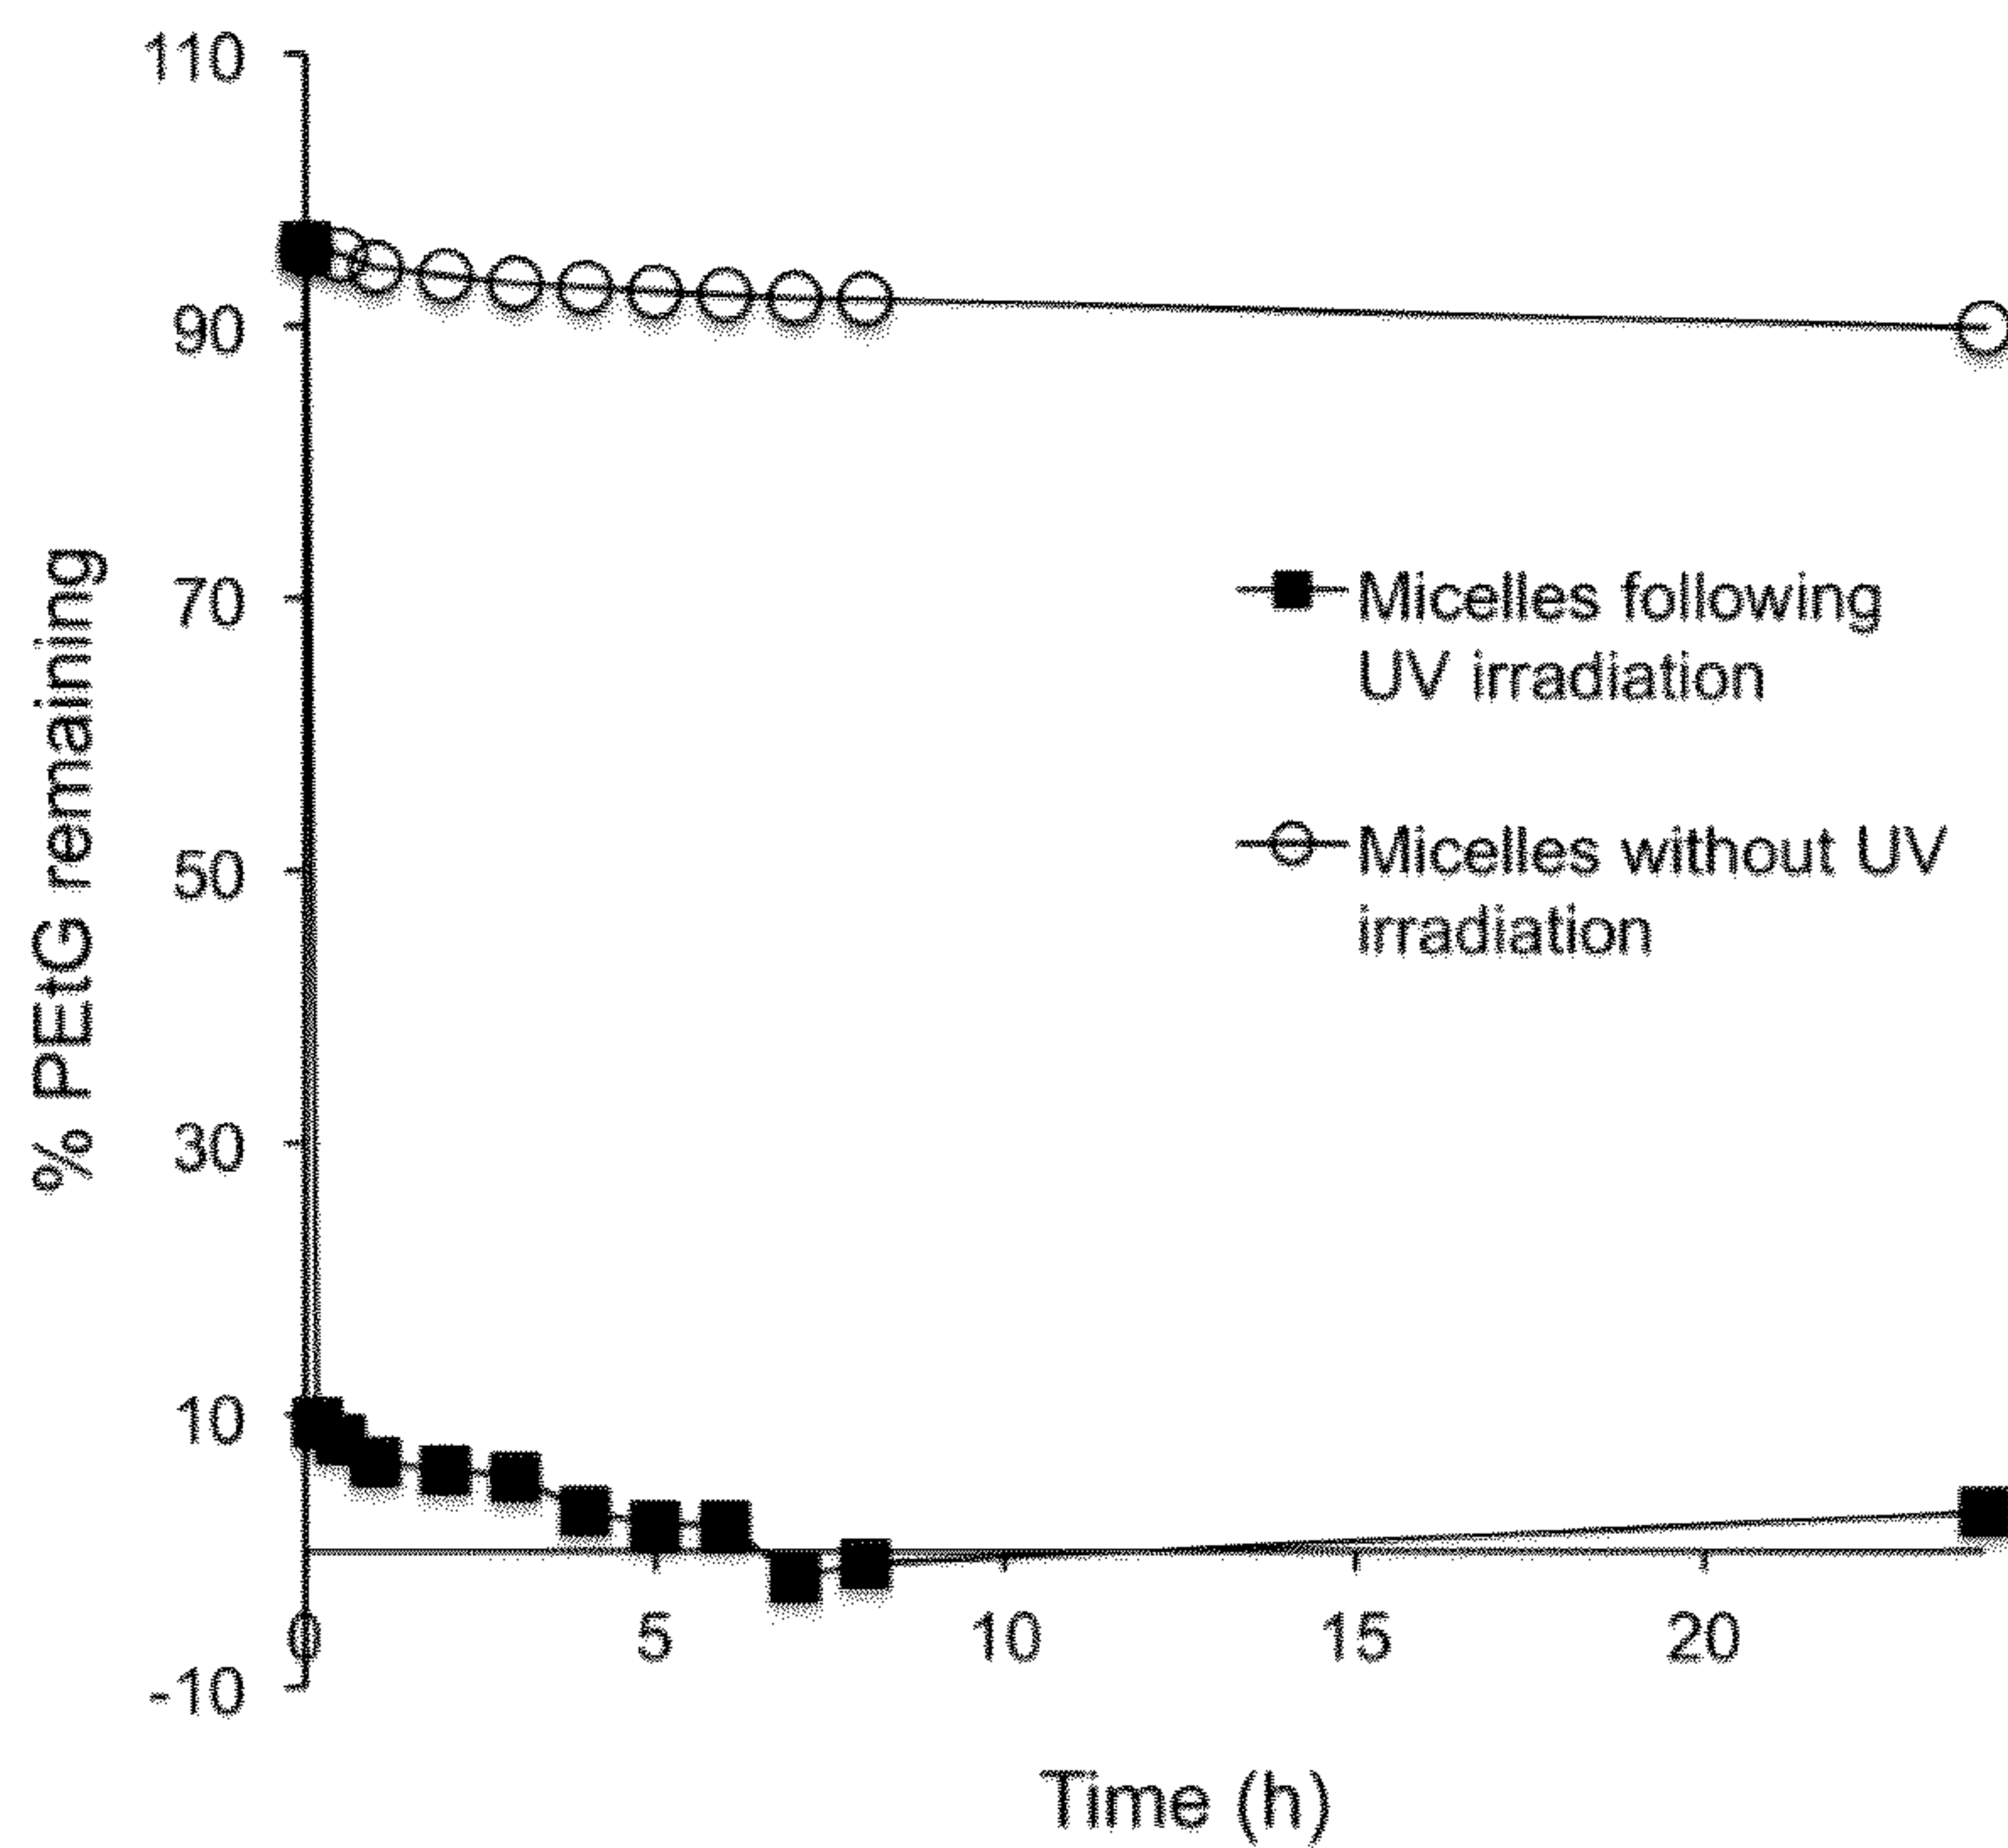 110
90
70
50
30
10
-10
% PEtG remaining
Micelles following
UV irradiation
Micelles without UV
irradiation
0
5
10
15
20
Time (h)